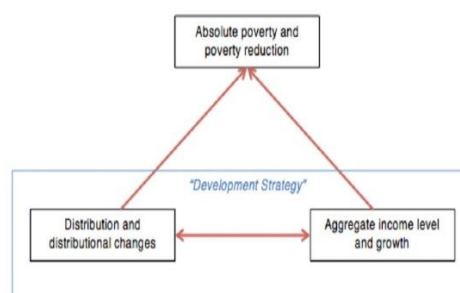 Absolute poverty and
poverty reduction
"Development Strategy"
Distribution and
distributional changes
Aggregate income level
and growth